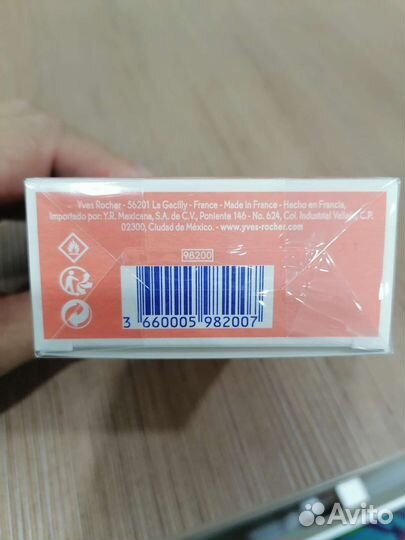 Yves Rocher - 56201 La Gacilly - France - Made in France - Hecho en Francia,
Importado por: Y.R. Mexicana, S.A. de C.V., Poniente 146 - No. 624, Col. Industrial Vallejo, C.P.
02300, Ciudad de México. - www.yves-rocher.com
98200
3 660005 982007
Avito